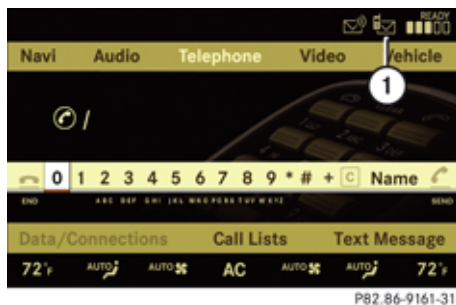 READY
Navi Audio Telephone Video Vehicle
1
/
0 1 2 3 4 5 6 7 8 9 * # + C Name
END ABC DEF GHI JKL MNO PQRS TUV WXYZ SEND
Data/Connections Call Lists Text Message
72°F AUTO AUTO AC AUTO AUTO 72°F
P82.86-9161-31